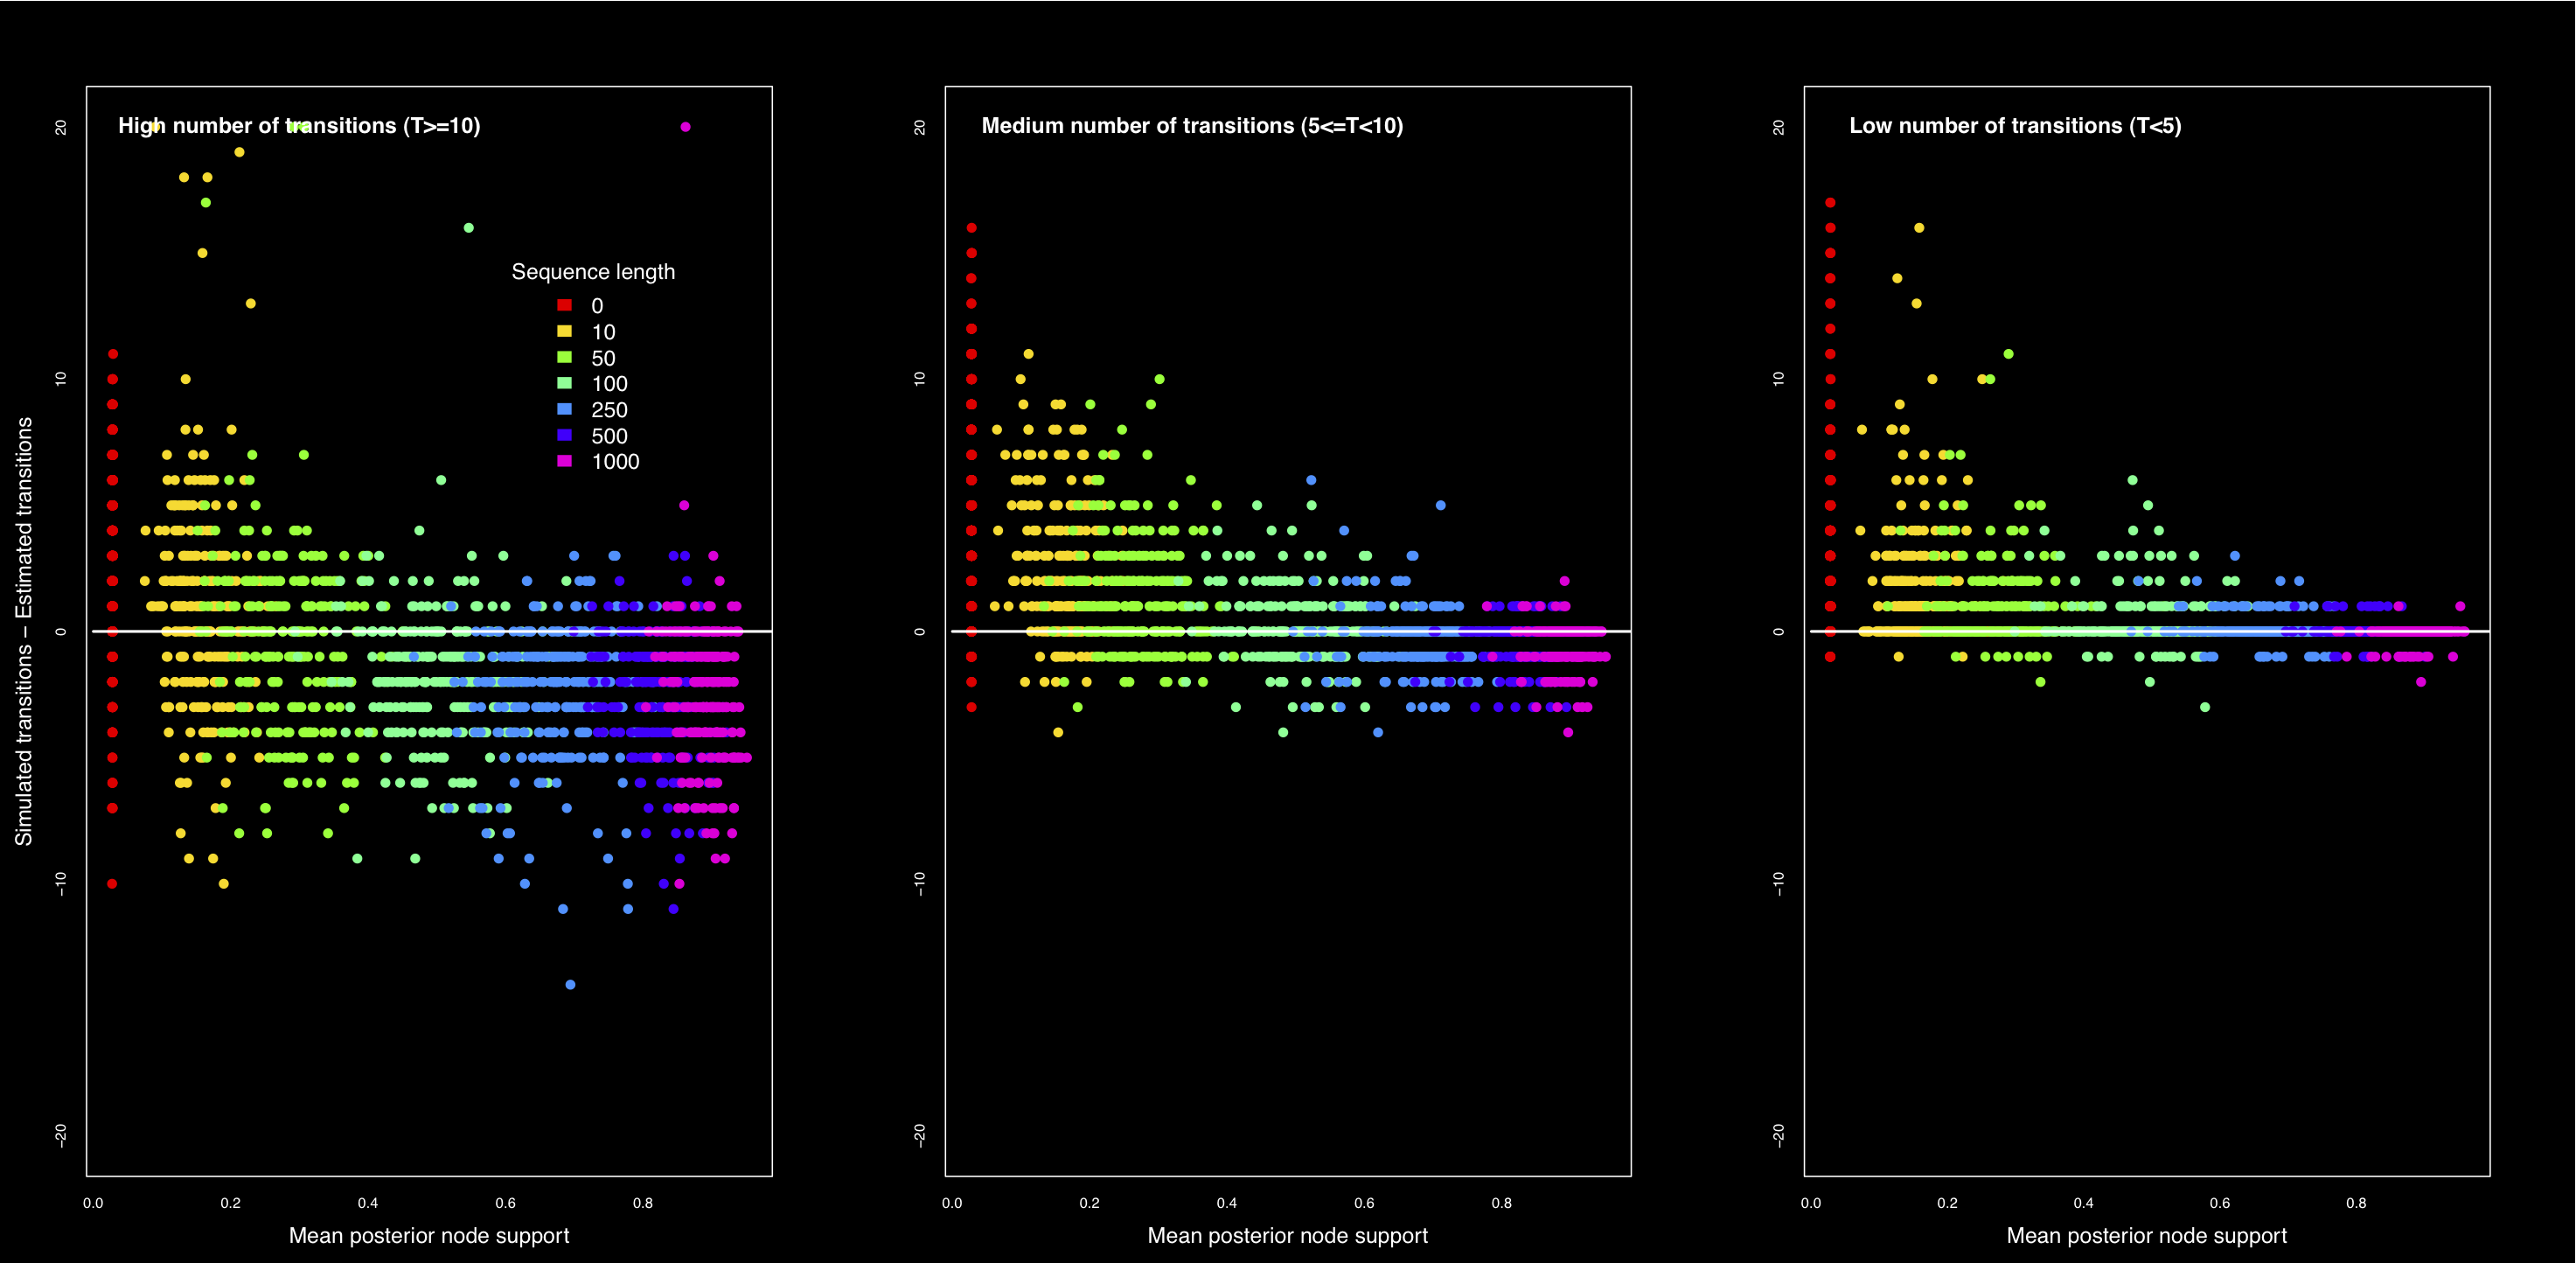 High number of transitions (T>=10)
Medium number of transitions (5<=T<10)
Low number of transitions (T<5)
Simulated transitions – Estimated transitions
20
10
0
–10
–20
Sequence length
0
10
50
100
250
500
1000
0.0 0.2 0.4 0.6 0.8
Mean posterior node support
20
10
0
–10
–20
0.0 0.2 0.4 0.6 0.8
Mean posterior node support
20
10
0
–10
–20
0.0 0.2 0.4 0.6 0.8
Mean posterior node support